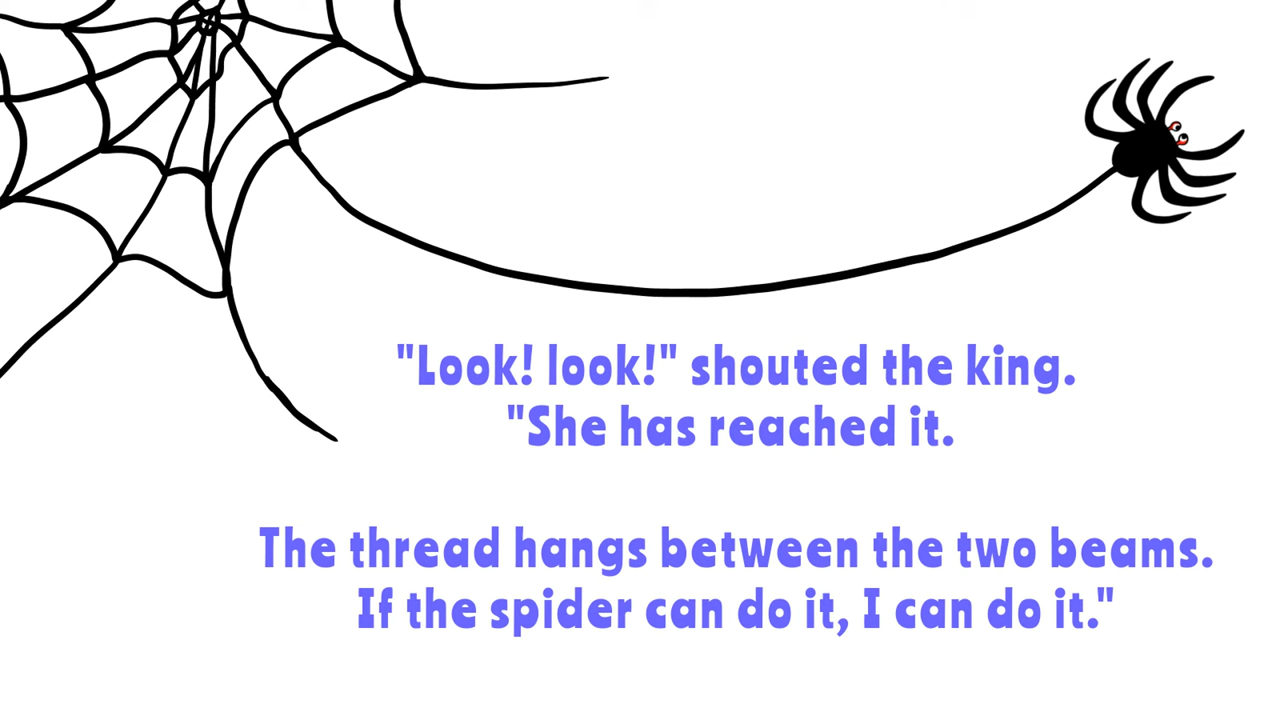 "Look! look!" shouted the king.
"She has reached it.
The thread hangs between the two beams.
If the spider can do it, I can do it."